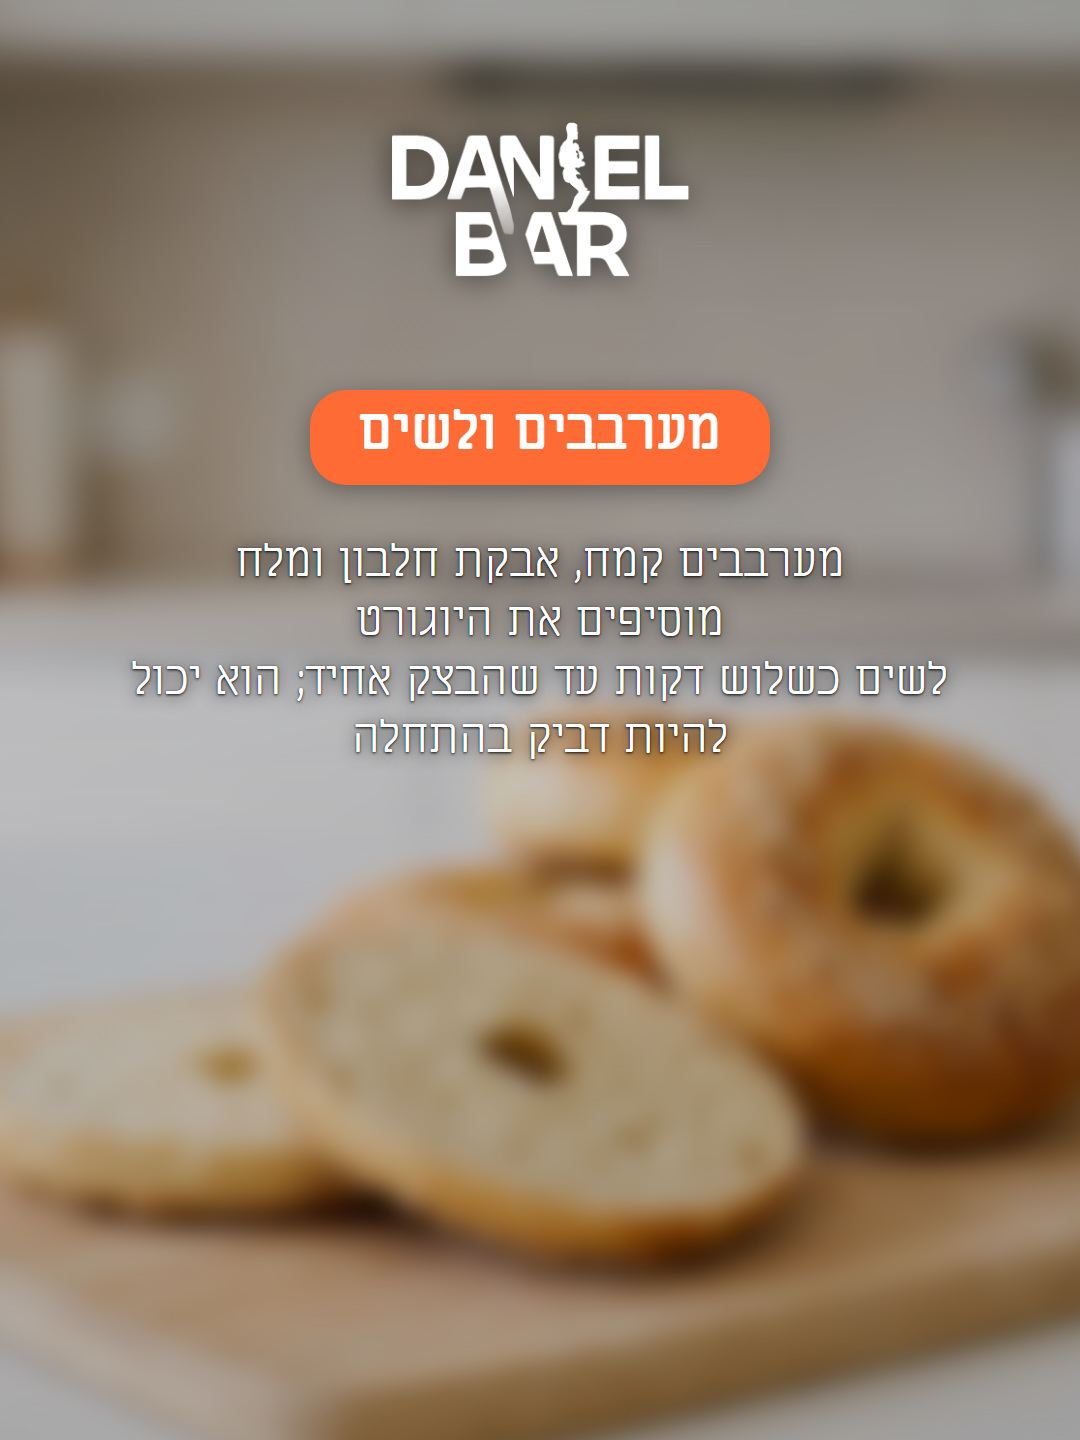 DANIEL
BAR
מערבבים ולשים
מערבבים קמח, אבקת חלבון ומלח
מוסיפים את היוגורט
לשים כשלוש דקות עד שהבצק אחיד; הוא יכול
להיות דביק בהתחלה